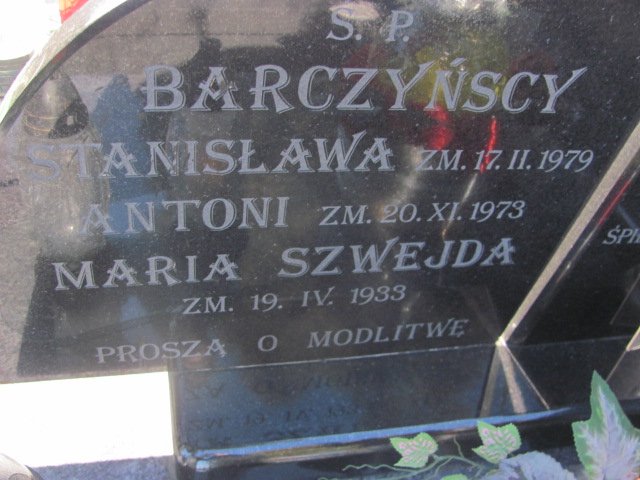 S. P.
BARCZYŃSCY
STANISŁAWA ZM. 17. II. 1979
ANTONI ZM. 20. XI. 1973
MARIA SZWEJDA
ZM. 19. IV. 1933
PROSZĄ O MODLITWĘ